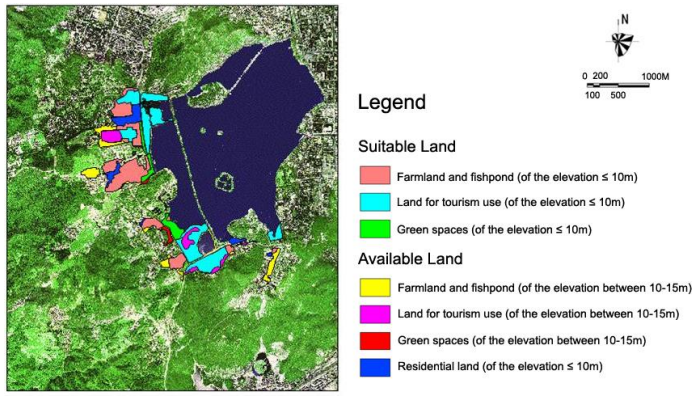 N
0 200 1000M
100 500
Legend
Suitable Land
Farmland and fishpond (of the elevation ≤ 10m)
Land for tourism use (of the elevation ≤ 10m)
Green spaces (of the elevation ≤ 10m)
Available Land
Farmland and fishpond (of the elevation between 10-15m)
Land for tourism use (of the elevation between 10-15m)
Green spaces (of the elevation between 10-15m)
Residential land (of the elevation ≤ 10m)